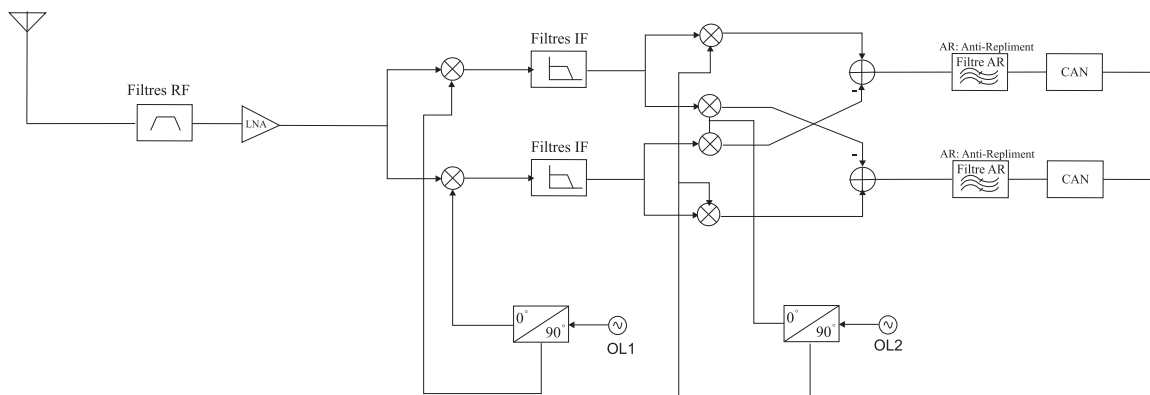 Filtres RF
LNA
Filtres IF
Filtres IF
AR: Anti-Repliment
Filtre AR
CAN
AR: Anti-Repliment
Filtre AR
CAN
-
-
0°
90°
OL1
0°
90°
OL2